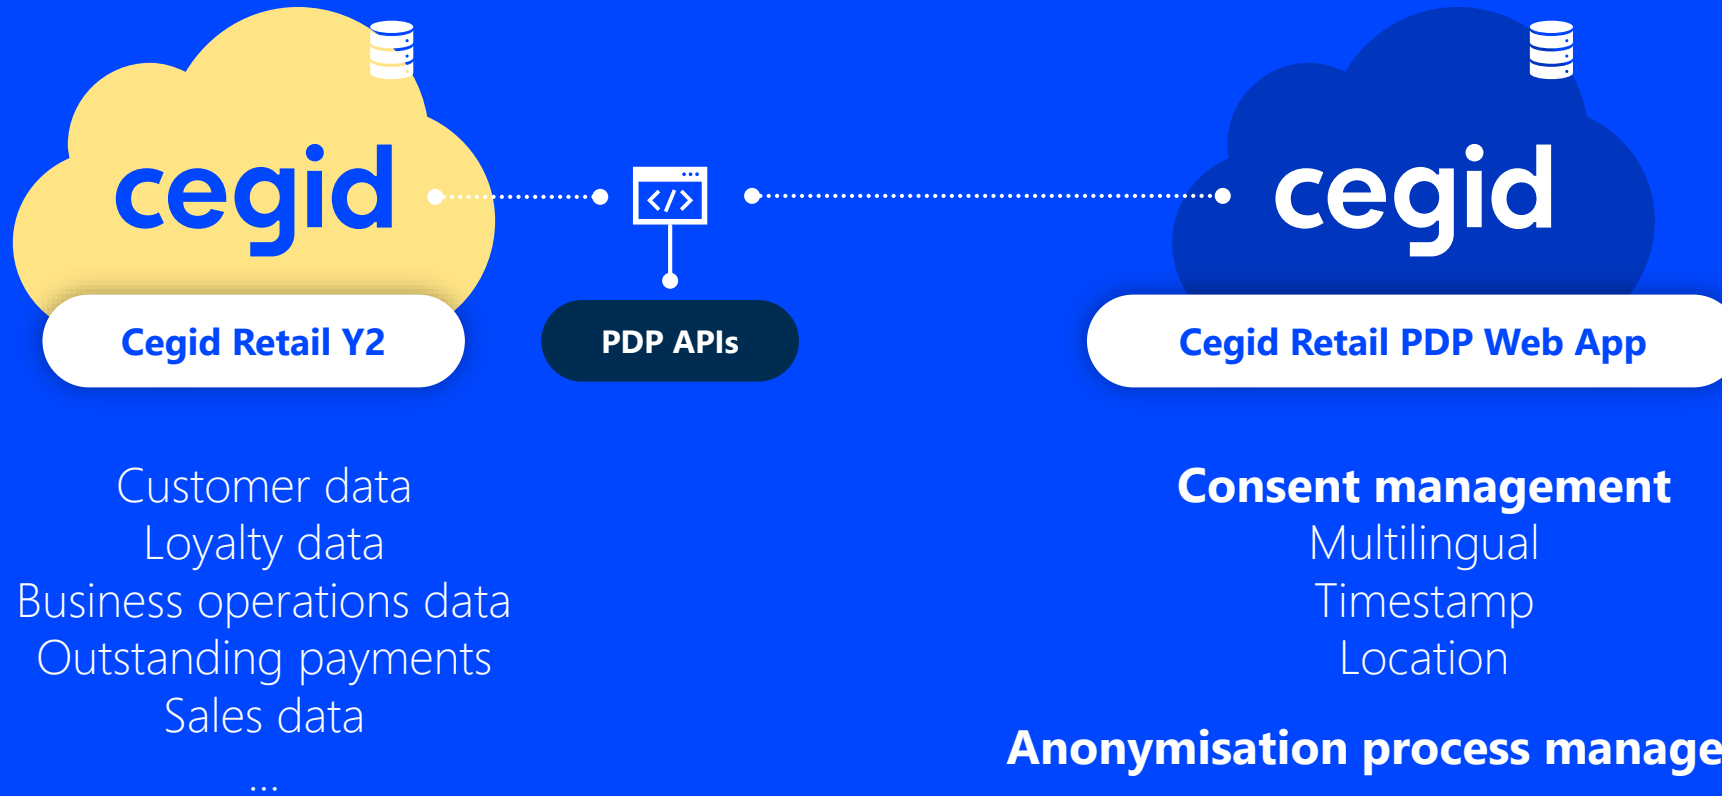 cegid
Cegid Retail Y2
Customer data
Loyalty data
Business operations data
Outstanding payments
Sales data
...
</>
PDP APIs
cegid
Cegid Retail PDP Web App
Consent management
Multilingual
Timestamp
Location
Anonymisation process manage